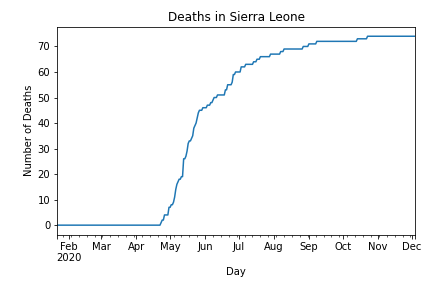 Deaths in Sierra Leone
Number of Deaths
70
60
50
40
30
20
10
0
Feb Mar Apr May Jun Jul Aug Sep Oct Nov Dec
2020
Day